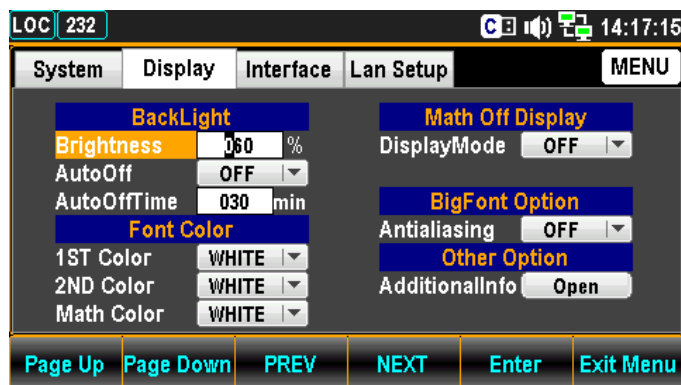 LOC 232 C 14:17:15
System Display Interface Lan Setup MENU
BackLight
Brightness 060 %
AutoOff OFF
AutoOffTime 030 min
Font Color
1ST Color WHITE
2ND Color WHITE
Math Color WHITE
Math Off Display
DisplayMode OFF
BigFont Option
Antialiasing OFF
Other Option
AdditionalInfo Open
Page Up Page Down PREV NEXT Enter Exit Menu